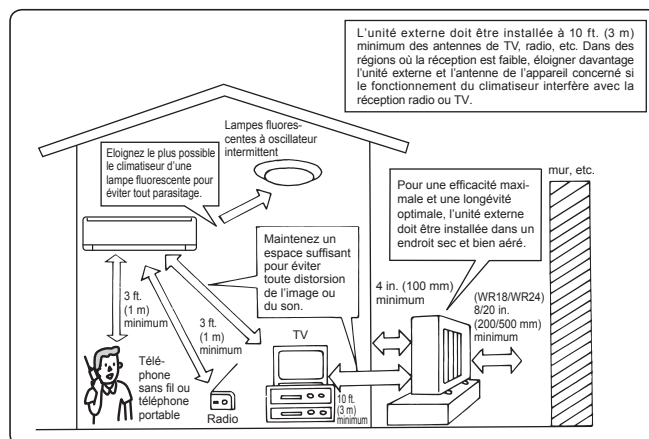 L'unité externe doit être installée à 10 ft. (3 m)
minimum des antennes de TV, radio, etc. Dans des
régions où la réception est faible, éloigner davantage
l'unité externe et l'antenne de l'appareil concerné si
le fonctionnement du climatiseur interfère avec la
réception radio ou TV.
Lampes fluores-
centes à oscillateur
intermittent
Eloignez le plus possible
le climatiseur d'une
lampe fluorescente pour
éviter tout parasitage.
mur, etc.
Pour une efficacité maxi-
male et une longévité
optimale, l'unité externe
doit être installée dans un
endroit sec et bien aéré.
Maintenez un
espace suffisant
pour éviter
toute distorsion
de l'image ou
du son.
4 in. (100 mm)
minimum
(WR18/WR24)
8/20 in.
(200/500 mm)
minimum
3 ft.
(1 m)
minimum
3 ft.
(1 m)
minimum
TV
Télé-
phone
sans fil ou
téléphone
portable
Radio
10 ft.
(3 m)
minimum